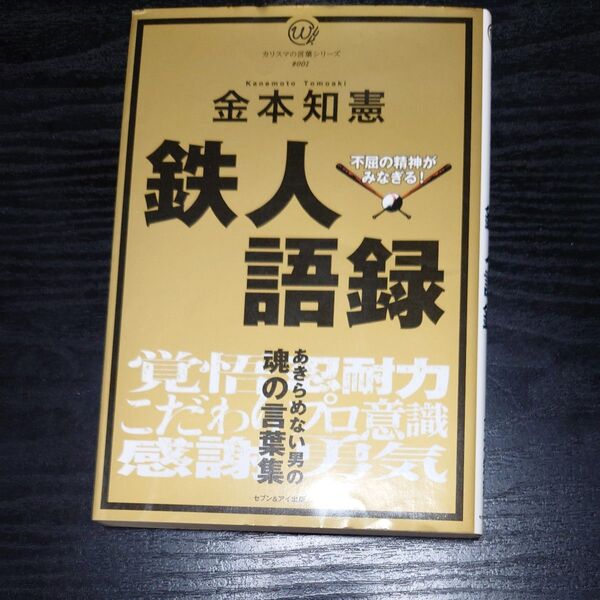 カリスマの言葉シリーズ
#001
Kanemoto Tomoaki
金本知憲
鉄人
語録
不屈の精神が
みなぎる!
あきらめない男の
魂の言葉集
覚悟 忍耐力
こだわり プロ意識
感謝 勇気
セブン&アイ出版